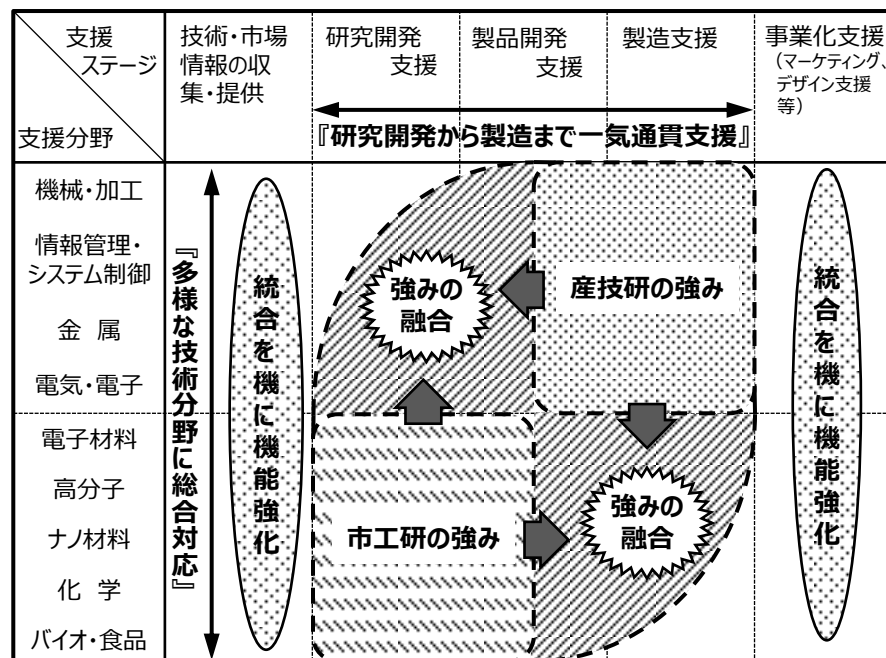 支援
ステージ
支援分野
技術・市場
情報の収
集・提供
研究開発
支援
製品開発
支援
製造支援
事業化支援
（マーケティング、
デザイン支援
等）
『研究開発から製造まで一気通貫支援』
機械・加工
情報管理・
システム制御
金 属
電気・電子
電子材料
高分子
ナノ材料
化 学
バイオ・食品
『多様な技術分野に総合対応』
統合を機に機能強化
強みの
融合
産技研の強み
市工研の強み
強みの
融合
統合を機に機能強化